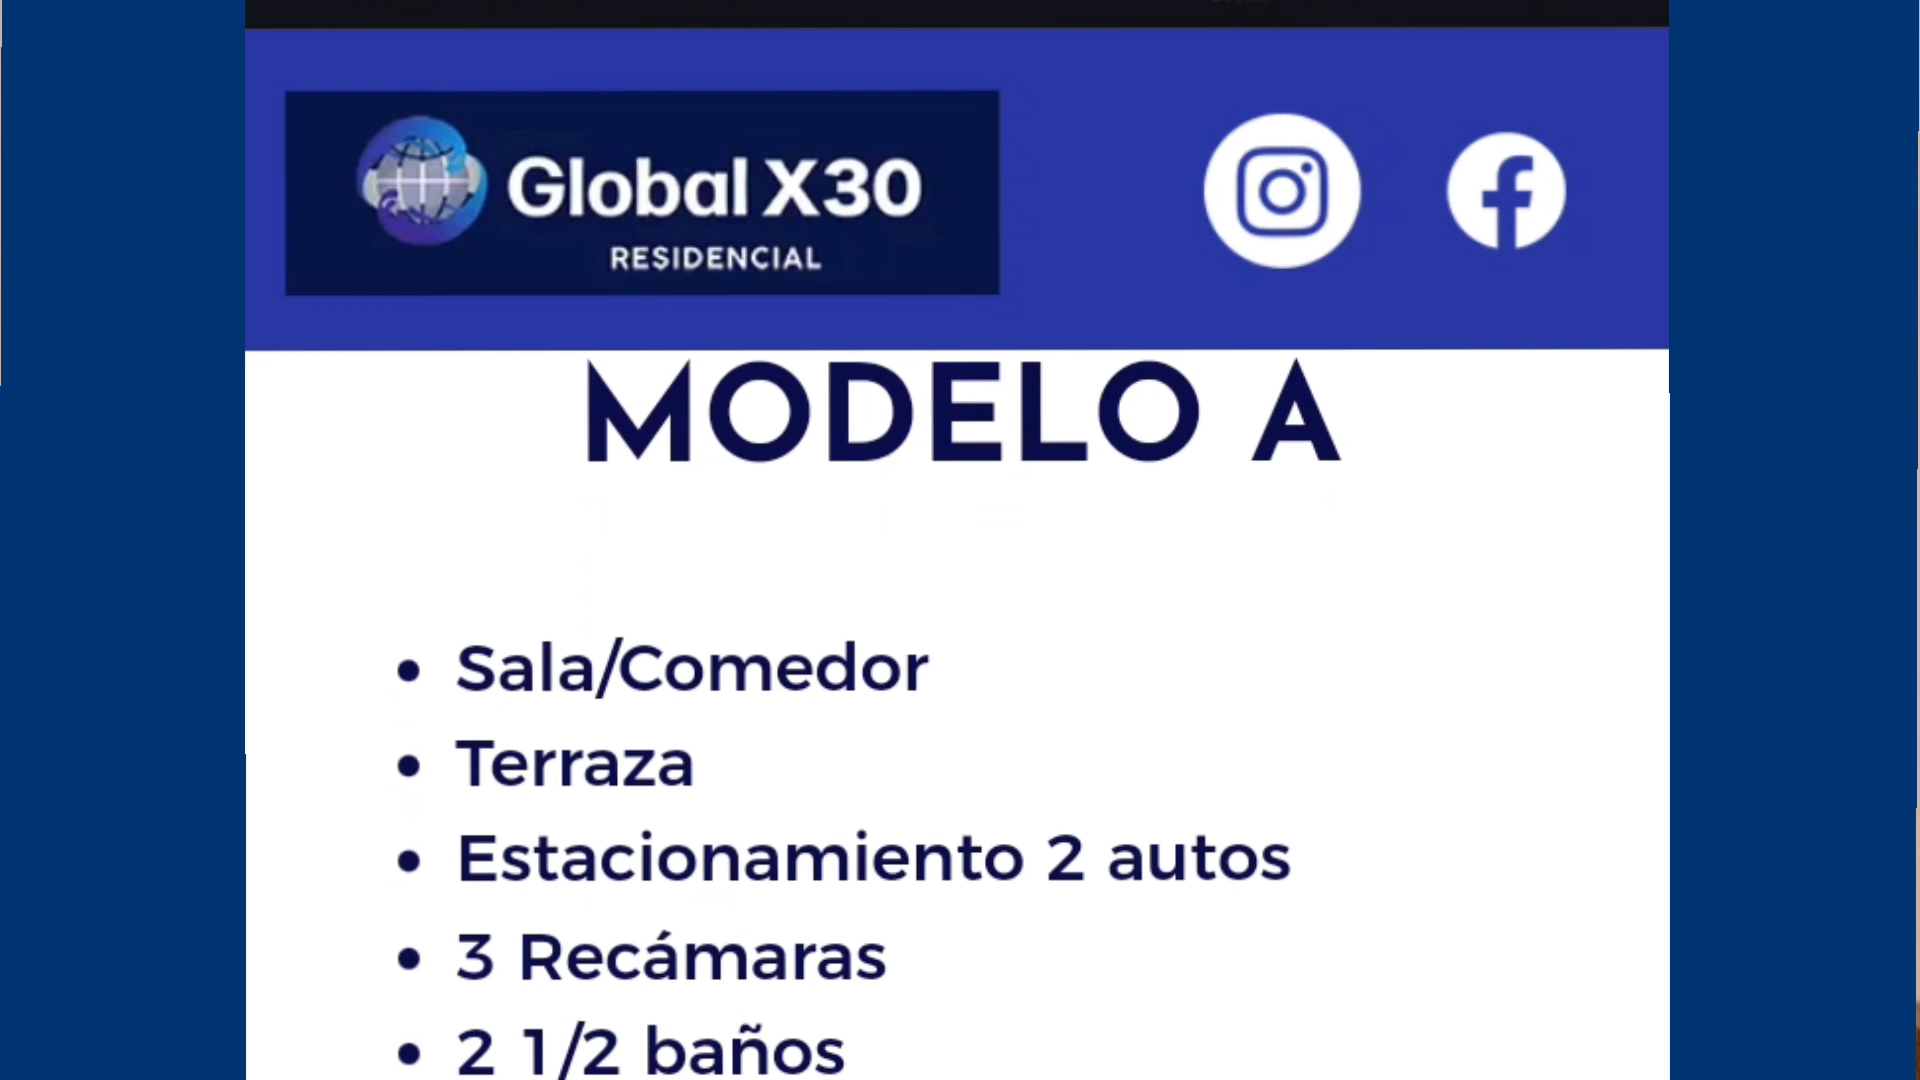 Global X30
RESIDENCIAL
MODELO A
• Sala/Comedor
• Terraza
• Estacionamiento 2 autos
• 3 Recámaras
• 2 1/2 baños